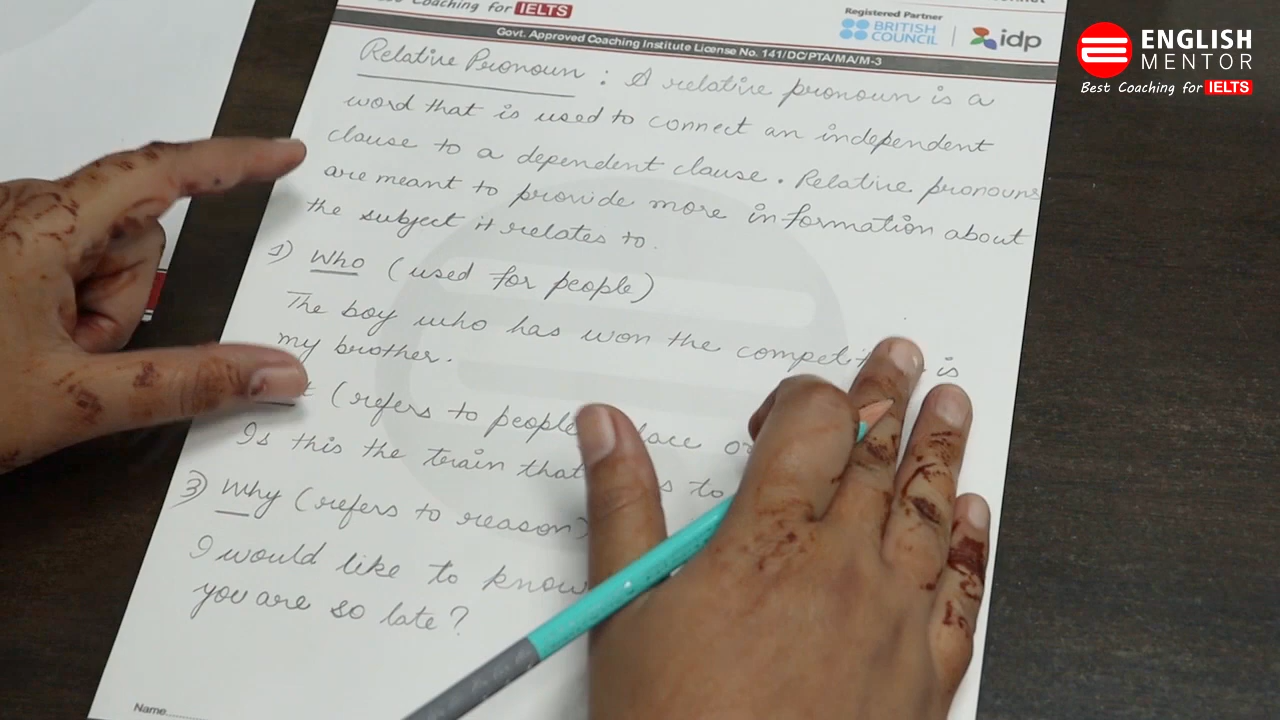 Best Coaching for IELTS
Registered Partner
BRITISH COUNCIL
idp
Govt. Approved Coaching Institute License No. 141/DC/PTA/MA/M-3
ENGLISH
MENTOR
Best Coaching for IELTS
Relative Pronoun : A relative pronoun is a
word that is used to connect an independent
clause to a dependent clause. Relative pronouns
are meant to provide more information about
the subject it relates to.
1) Who (used for people)
The boy who has won the is
my brother.
(refers to people
Is this the train that to
3) Why (refers to reason)
I would like to know
you are so late?
Name